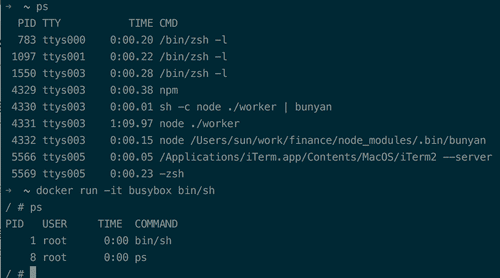 ➜  ~ ps
PID TTY TIME CMD
783 ttys000 0:00.20 /bin/zsh -l
1097 ttys001 0:00.22 /bin/zsh -l
1550 ttys003 0:00.28 /bin/zsh -l
4329 ttys003 0:00.38 npm
4330 ttys003 0:00.01 sh -c node ./worker | bunyan
4331 ttys003 1:09.97 node ./worker
4332 ttys003 0:00.15 node /Users/sun/work/finance/node_modules/.bin/bunyan
5566 ttys005 0:00.05 /Applications/iTerm.app/Contents/MacOS/iTerm2 --server
5569 ttys005 0:00.23 -zsh
➜  ~ docker run -it busybox bin/sh
/ # ps
PID USER TIME COMMAND
1 root 0:00 bin/sh
8 root 0:00 ps
/ #